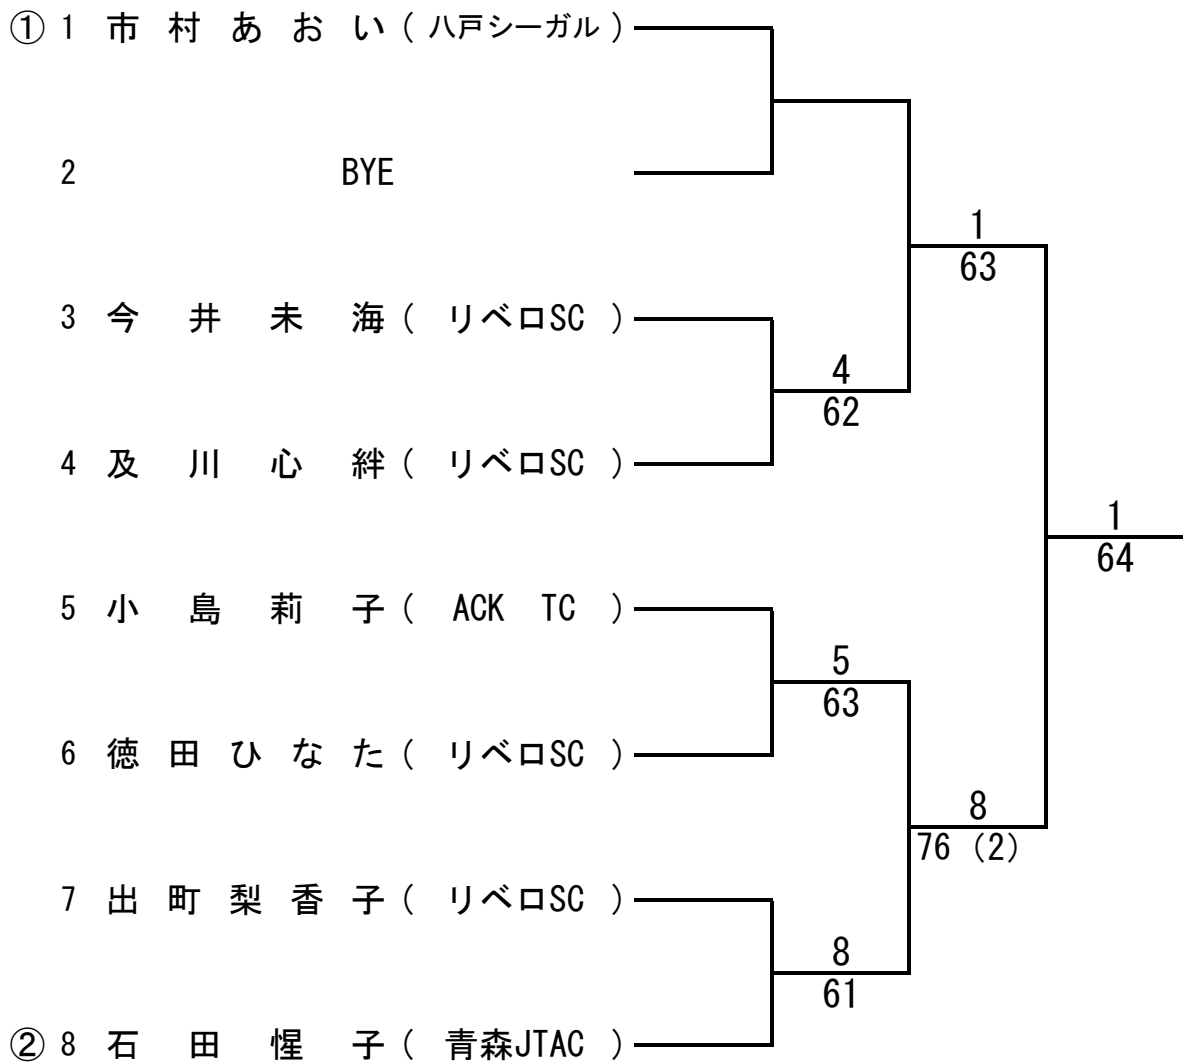 ① 1 市村あおい ( 八戸シーガル )
2 BYE
1
63
3 今井未海 ( リベロSC )
4
62
4 及川心絆 ( リベロSC )
1
64
5 小島莉子 ( ACK TC )
5
63
6 徳田ひなた ( リベロSC )
8
76 (2)
7 出町梨香子 ( リベロSC )
8
61
② 8 石田惺子 ( 青森JTAC )